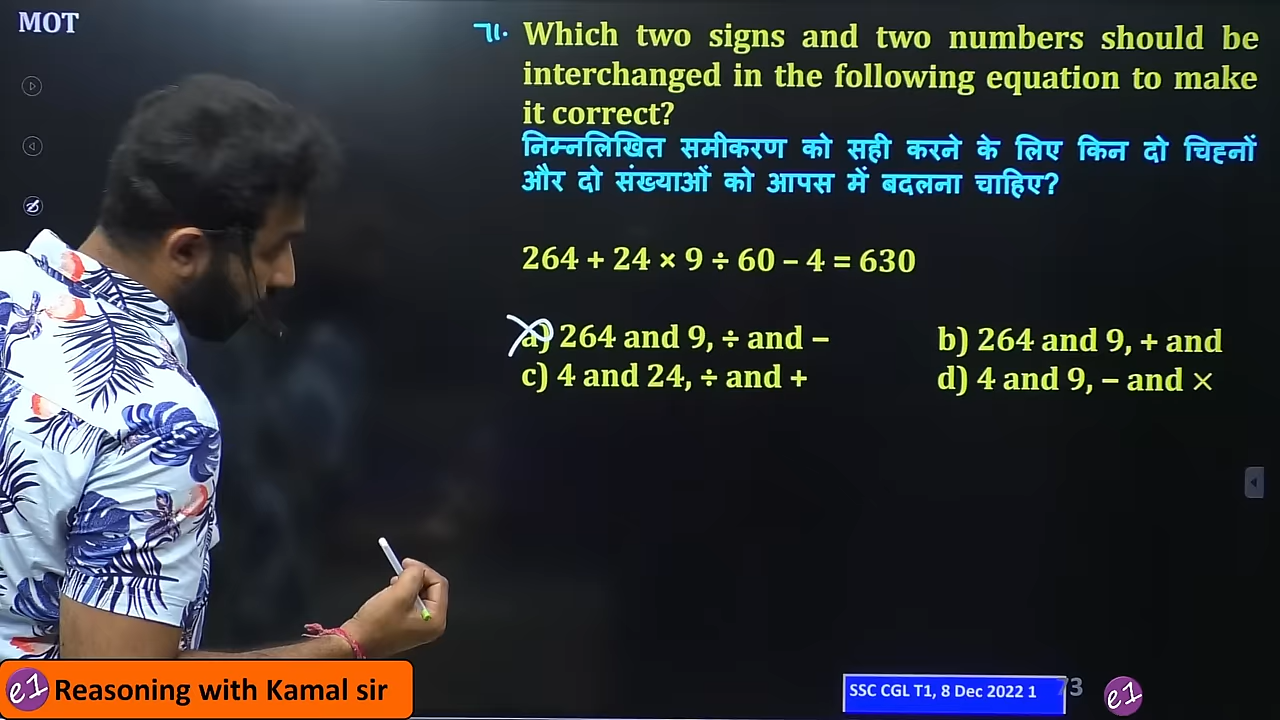 MOT
71. Which two signs and two numbers should be
interchanged in the following equation to make
it correct?
निम्नलिखित समीकरण को सही करने के लिए किन दो चिह्नों
और दो संख्याओं को आपस में बदलना चाहिए?
264 + 24 × 9 ÷ 60 – 4 = 630
a) 264 and 9, ÷ and – b) 264 and 9, + and
c) 4 and 24, ÷ and + d) 4 and 9, – and ×
e1 Reasoning with Kamal sir
SSC CGL T1, 8 Dec 2022 1 73 e1